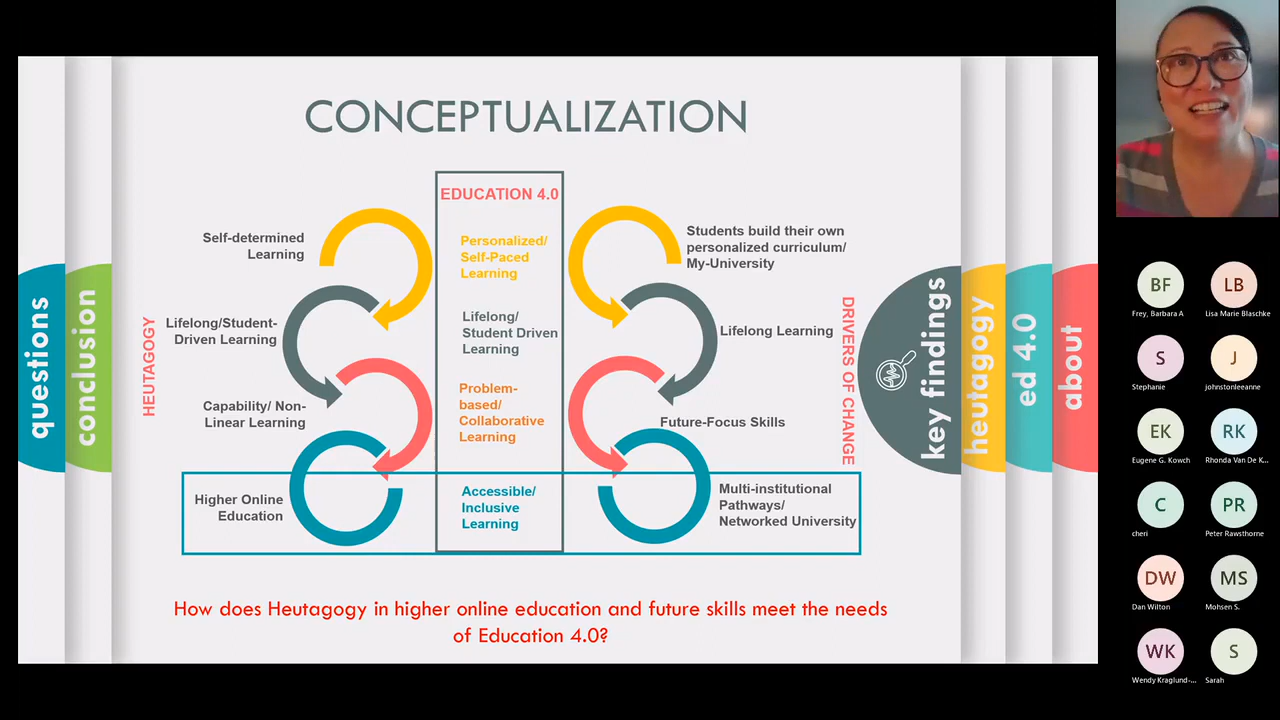 CONCEPTUALIZATION
EDUCATION 4.0
Self-determined
Learning
Personalized/
Self-Paced
Learning
Students build their own
personalized curriculum/
My-University
Lifelong/Student-
Driven Learning
Lifelong/
Student Driven
Learning
Lifelong Learning
Capability/ Non-
Linear Learning
Problem-
based/
Collaborative
Learning
Future-Focus Skills
Higher Online
Education
Accessible/
Inclusive
Learning
Multi-institutional
Pathways/
Networked University
HEUTAGOGY
DRIVERS OF CHANGE
How does Heutagogy in higher online education and future skills meet the needs
of Education 4.0?
questions
conclusion
key findings
heutagogy
ed 4.0
about
BF
Frey, Barbara A
LB
Lisa Marie Blaschke
S
Stephanie
J
johnstonleeanne
EK
Eugene G. Kowch
RK
Rhonda Van De K...
C
cheri
PR
Peter Rawsthorne
DW
Dan Wilton
MS
Mohsen S.
WK
Wendy Kraglund-...
S
Sarah